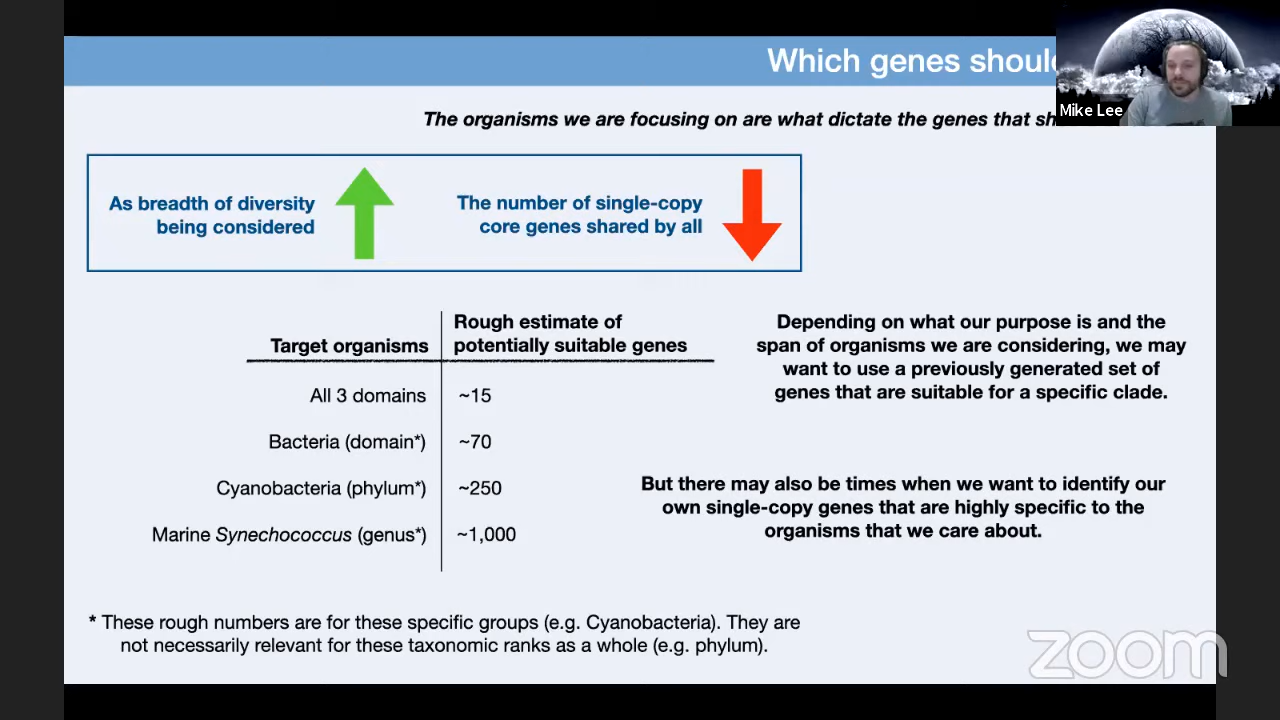 Which genes shoul
Mike Lee
The organisms we are focusing on are what dictate the genes that
As breadth of diversity
being considered
The number of single-copy
core genes shared by all
Target organisms
Rough estimate of
potentially suitable genes
All 3 domains ~15
Bacteria (domain*) ~70
Cyanobacteria (phylum*) ~250
Marine Synechococcus (genus*) ~1,000
Depending on what our purpose is and the
span of organisms we are considering, we may
want to use a previously generated set of
genes that are suitable for a specific clade.
But there may also be times when we want to identify our
own single-copy genes that are highly specific to the
organisms that we care about.
* These rough numbers are for these specific groups (e.g. Cyanobacteria). They are
not necessarily relevant for these taxonomic ranks as a whole (e.g. phylum).
zoom